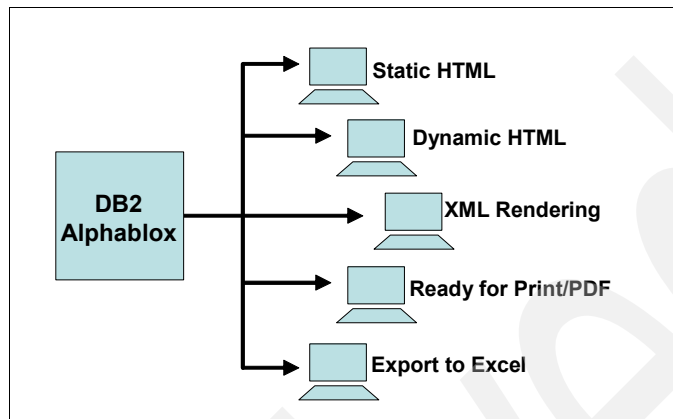 Static HTML
Dynamic HTML
DB2
Alphablox
XML Rendering
Ready for Print/PDF
Export to Excel